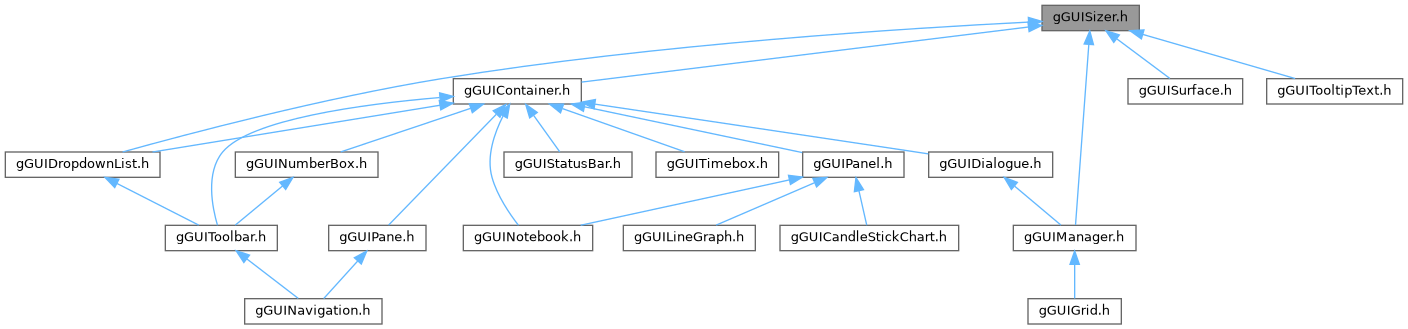 gGUISizer.h
gGUIContainer.h
gGUISurface.h
gGUITooltipText.h
gGUIDropdownList.h
gGUINumberBox.h
gGUIStatusBar.h
gGUITimebox.h
gGUIPanel.h
gGUIDialogue.h
gGUIToolbar.h
gGUIPane.h
gGUINotebook.h
gGUILineGraph.h
gGUICandleStickChart.h
gGUIManager.h
gGUINavigation.h
gGUIGrid.h